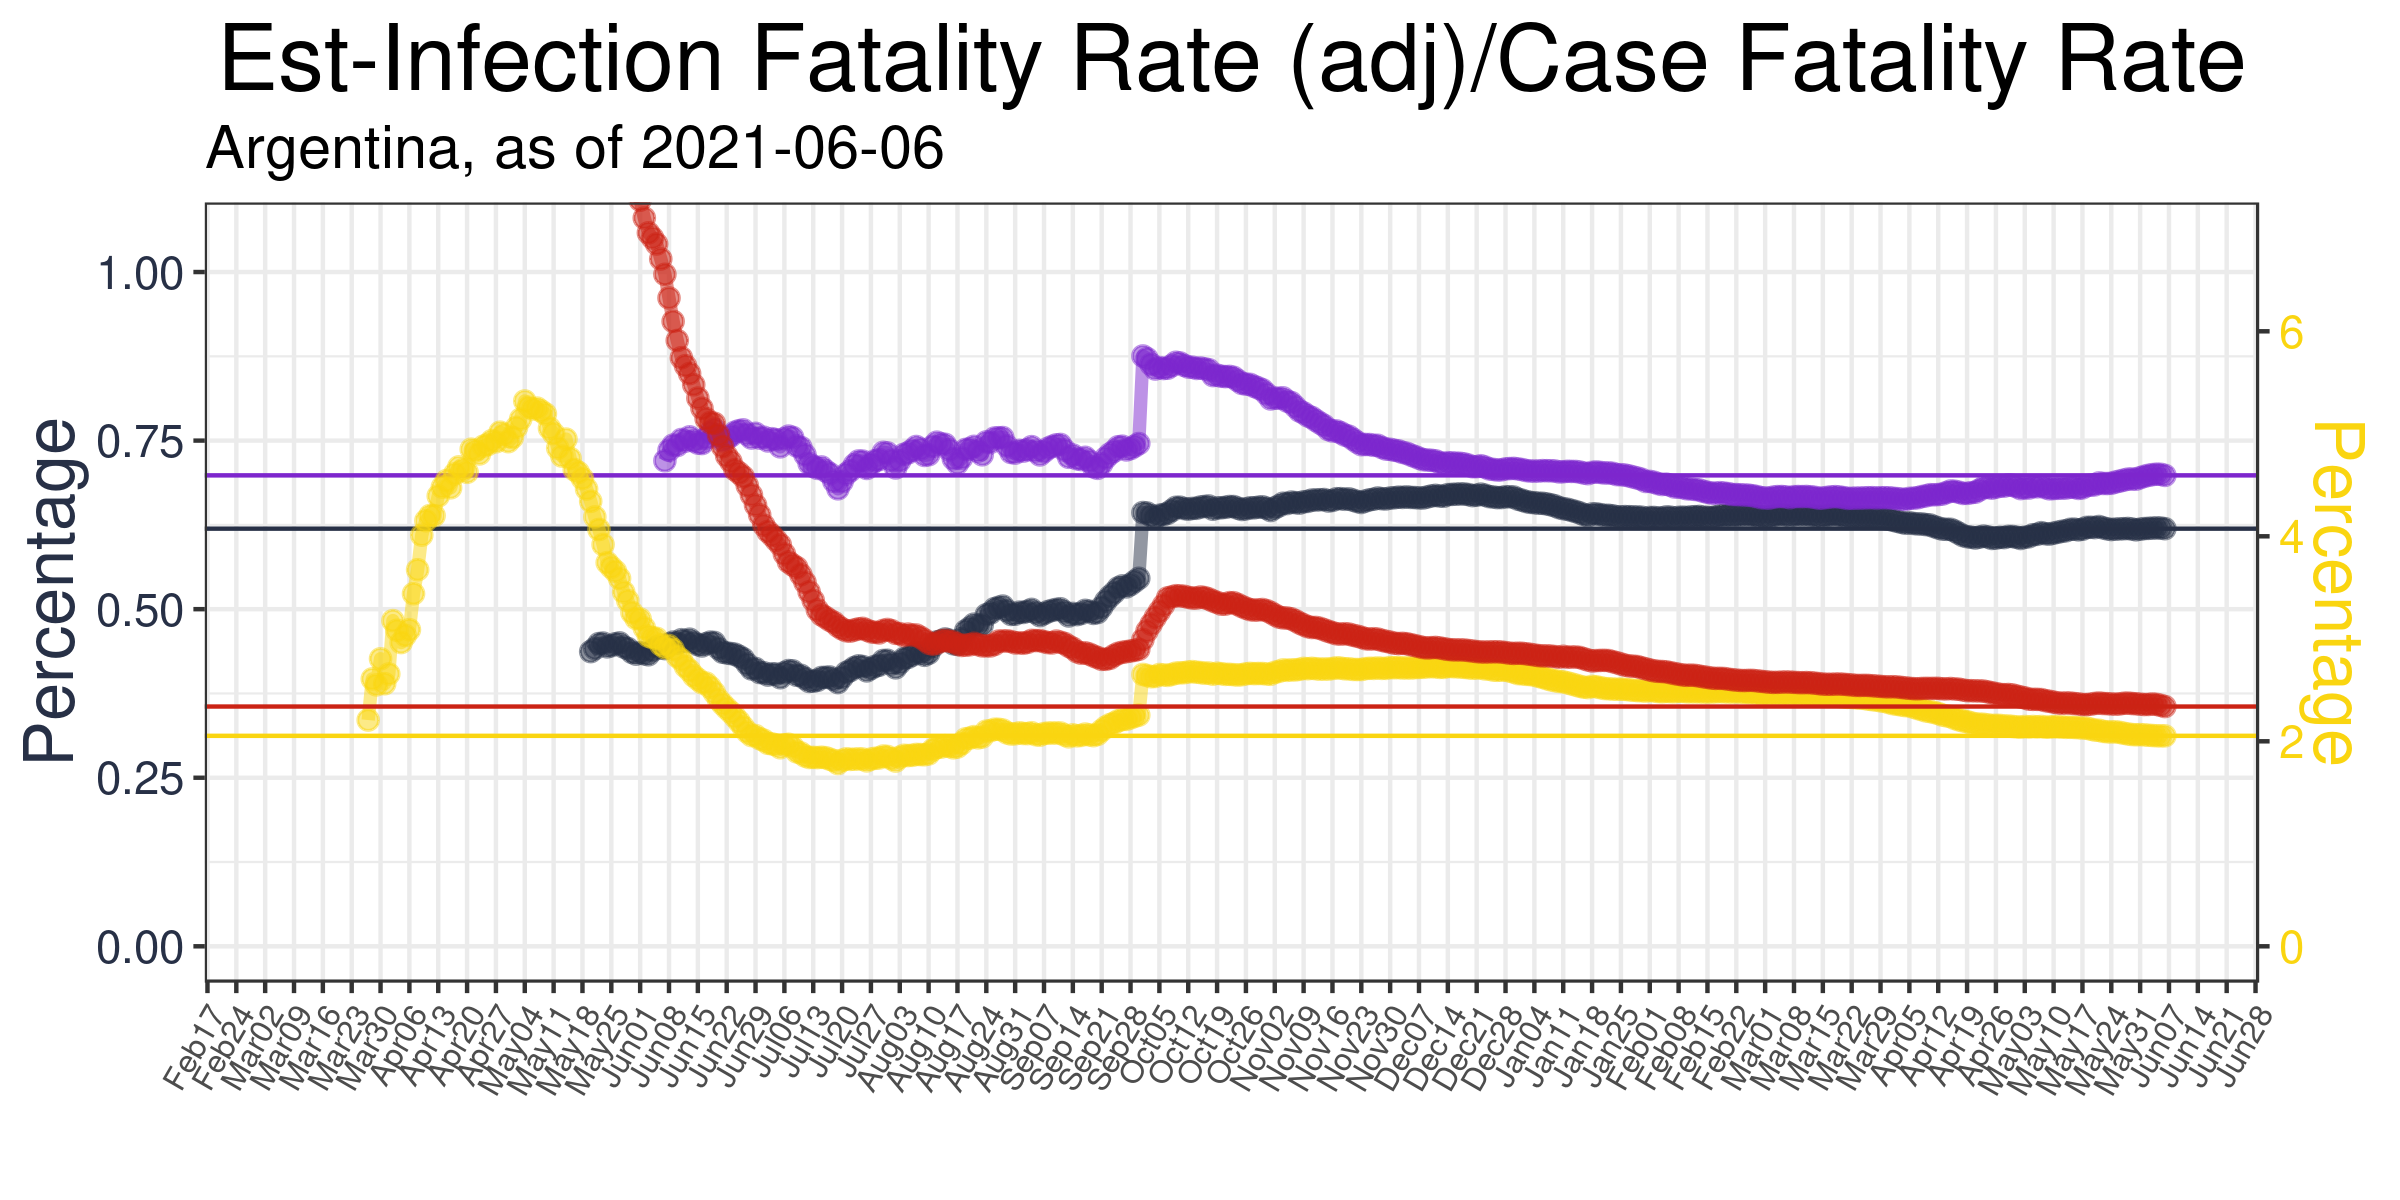 Est-Infection Fatality Rate (adj)/Case Fatality Rate
Argentina, as of 2021-06-06
Percentage
1.00
0.75
0.50
0.25
0.00
6
4
2
0
Percentage
Feb17
Feb24
Mar02
Mar09
Mar16
Mar23
Mar30
Apr06
Apr13
Apr20
Apr27
May04
May11
May18
May25
Jun01
Jun08
Jun15
Jun22
Jun29
Jul06
Jul13
Jul20
Jul27
Aug03
Aug10
Aug17
Aug24
Aug31
Sep07
Sep14
Sep21
Sep28
Oct05
Oct12
Oct19
Oct26
Nov02
Nov09
Nov16
Nov23
Nov30
Dec07
Dec14
Dec21
Dec28
Jan04
Jan11
Jan18
Jan25
Feb01
Feb08
Feb15
Feb22
Mar01
Mar08
Mar15
Mar22
Mar29
Apr05
Apr12
Apr19
Apr26
May03
May10
May17
May24
May31
Jun07
Jun14
Jun21
Jun28